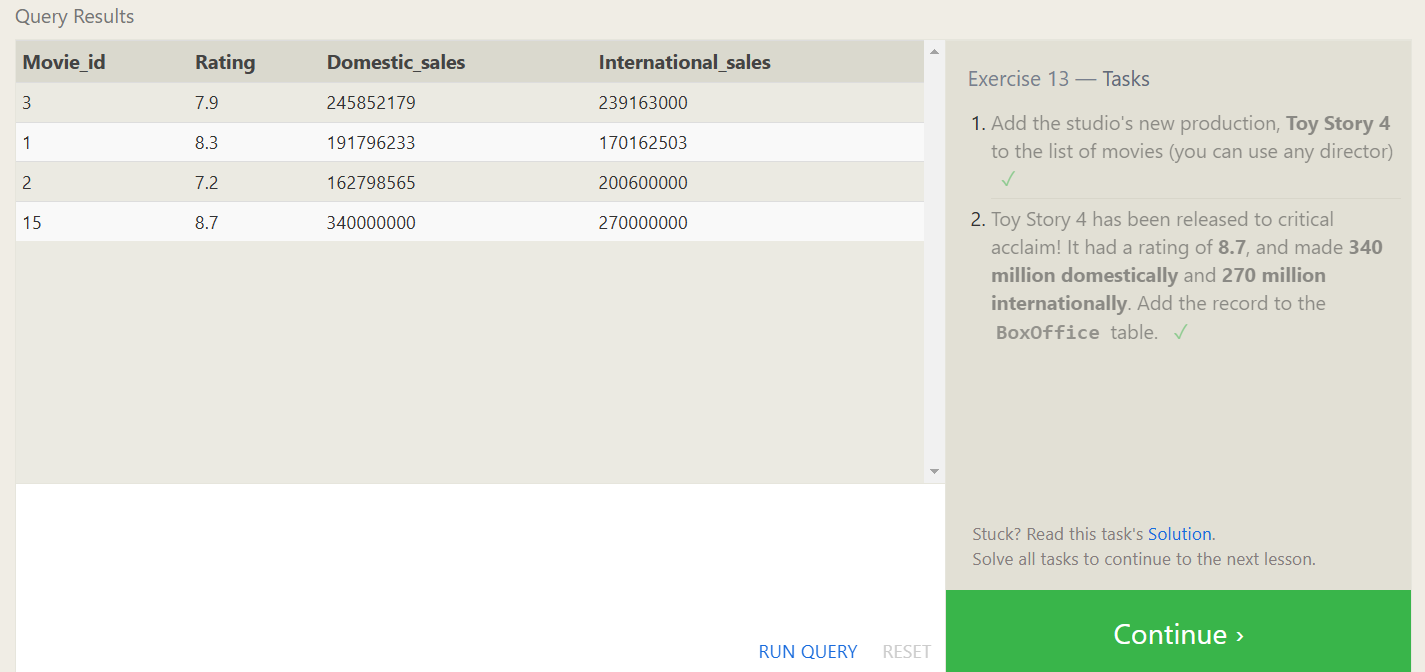 Query Results
Movie_id Rating Domestic_sales International_sales
3 7.9 245852179 239163000
1 8.3 191796233 170162503
2 7.2 162798565 200600000
15 8.7 340000000 270000000
RUN QUERY RESET
Exercise 13 — Tasks
1. Add the studio's new production, Toy Story 4
to the list of movies (you can use any director)
✓
2. Toy Story 4 has been released to critical
acclaim! It had a rating of 8.7, and made 340
million domestically and 270 million
internationally. Add the record to the
BoxOffice table. ✓
Stuck? Read this task's Solution.
Solve all tasks to continue to the next lesson.
Continue ›